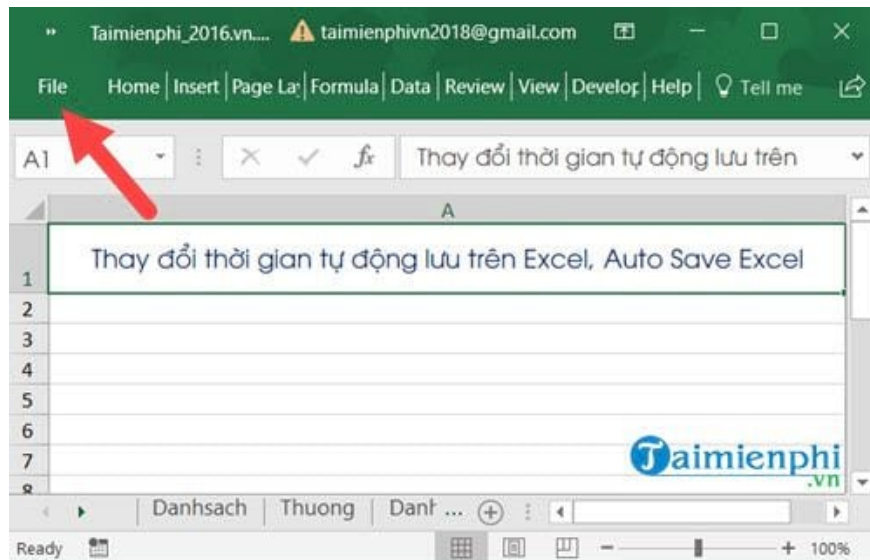 Taimienphi_2016.vn.... taimienphivn2018@gmail.com
File Home Insert Page La Formula Data Review View Develop Help Tell me
A1 fx Thay đổi thời gian tự động lưu trên
A
1 Thay đổi thời gian tự động lưu trên Excel, Auto Save Excel
2
3
4
5
6
7
8
Taimienphi
.vn
Danhsach Thuong Danh ...
Ready 100%